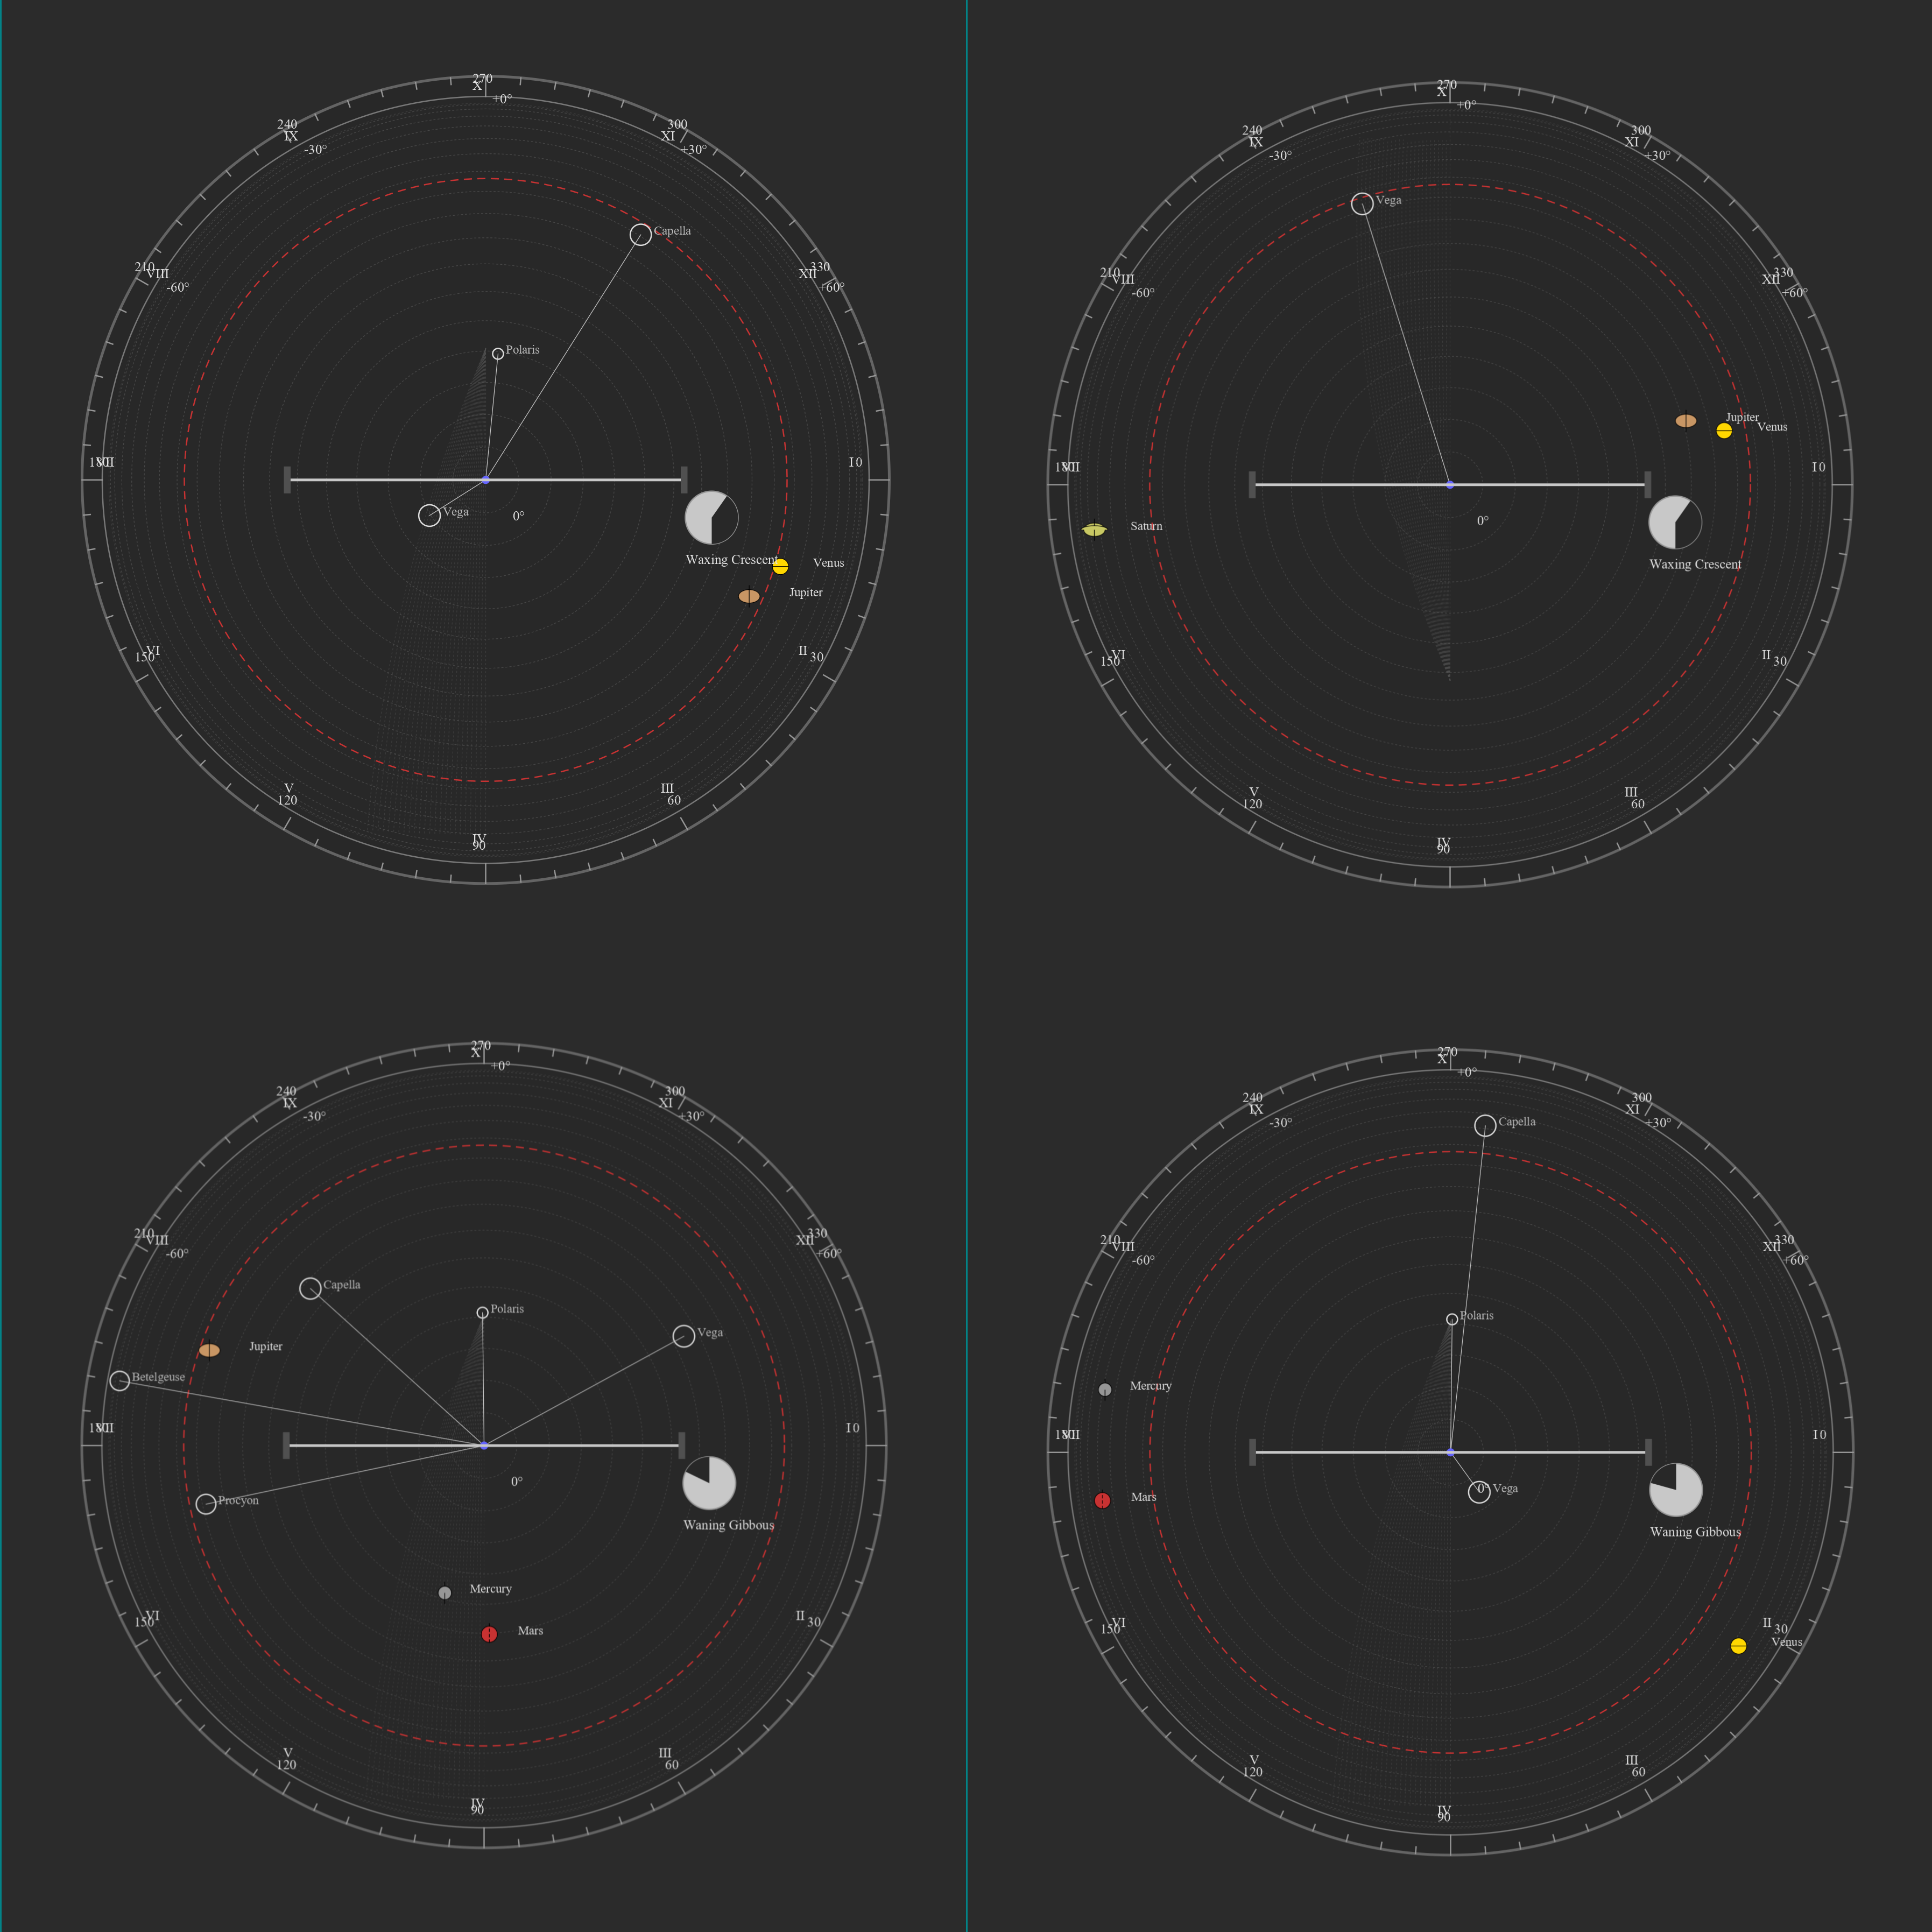 270
X
+0°
240
IX
-30°
300
XI
+30°
Capella
210
VIII
-60°
330
XII
+60°
Polaris
180
VII
I 0
Vega
0°
Waxing Crescent
Venus
Jupiter
150
VI
II
30
V
120
III
60
IV
90
270
X
+0°
240
IX
-30°
300
XI
+30°
Vega
210
VIII
-60°
330
XII
+60°
Jupiter
Venus
180
VII
I 0
Saturn
0°
Waxing Crescent
150
VI
II
30
V
120
III
60
IV
90
270
X
+0°
240
IX
-30°
300
XI
+30°
210
VIII
-60°
330
XII
+60°
Capella
Polaris
Vega
Jupiter
Betelgeuse
180
VII
I 0
0°
Procyon
Waning Gibbous
Mercury
Mars
150
VI
II
30
V
120
III
60
IV
90
270
X
+0°
240
IX
-30°
300
XI
+30°
Capella
210
VIII
-60°
330
XII
+60°
Polaris
Mercury
180
VII
I 0
0°
Vega
Mars
Waning Gibbous
150
VI
II
30
Venus
V
120
III
60
IV
90